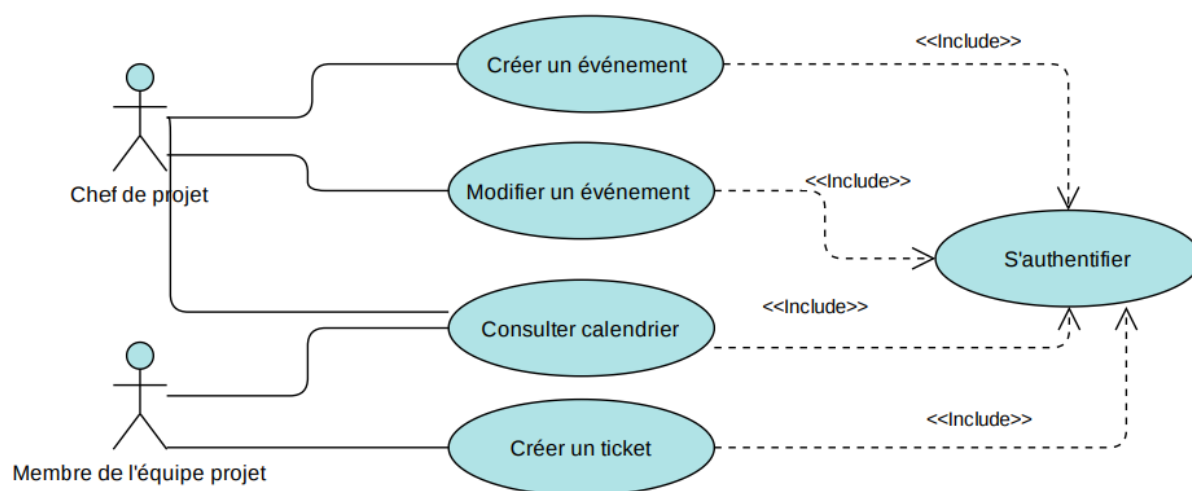 <<Include>>
Créer un événement
Chef de projet
Modifier un événement
<<Include>>
S'authentifier
<<Include>>
Consulter calendrier
<<Include>>
Créer un ticket
Membre de l'équipe projet